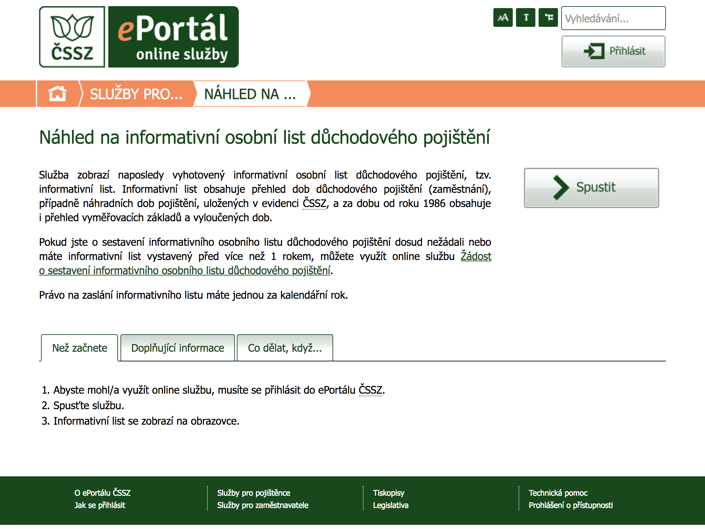 ČSSZ
ePortál
online služby
AA
T
Vyhledávání...
Přihlásit
SLUŽBY PRO...
NÁHLED NA ...
Náhled na informativní osobní list důchodového pojištění
Služba zobrazí naposledy vyhotovený informativní osobní list důchodového pojištění, tzv.
informativní list. Informativní list obsahuje přehled dob důchodového pojištění (zaměstnání),
případně náhradních dob pojištění, uložených v evidenci ČSSZ, a za dobu od roku 1986 obsahuje
i přehled vyměřovacích základů a vyloučených dob.
Spustit
Pokud jste o sestavení informativního osobního listu důchodového pojištění dosud nežádali nebo
máte informativní list vystavený před více než 1 rokem, můžete využít online službu Žádost
o sestavení informativního osobního listu důchodového pojištění.
Právo na zaslání informativního listu máte jednou za kalendářní rok.
Než začnete
Doplňující informace
Co dělat, když...
1. Abyste mohl/a využít online službu, musíte se přihlásit do ePortálu ČSSZ.
2. Spusťte službu.
3. Informativní list se zobrazí na obrazovce.
O ePortálu ČSSZ
Jak se přihlásit
Služby pro pojištěnce
Služby pro zaměstnavatele
Tiskopisy
Legislativa
Technická pomoc
Prohlášení o přístupnosti